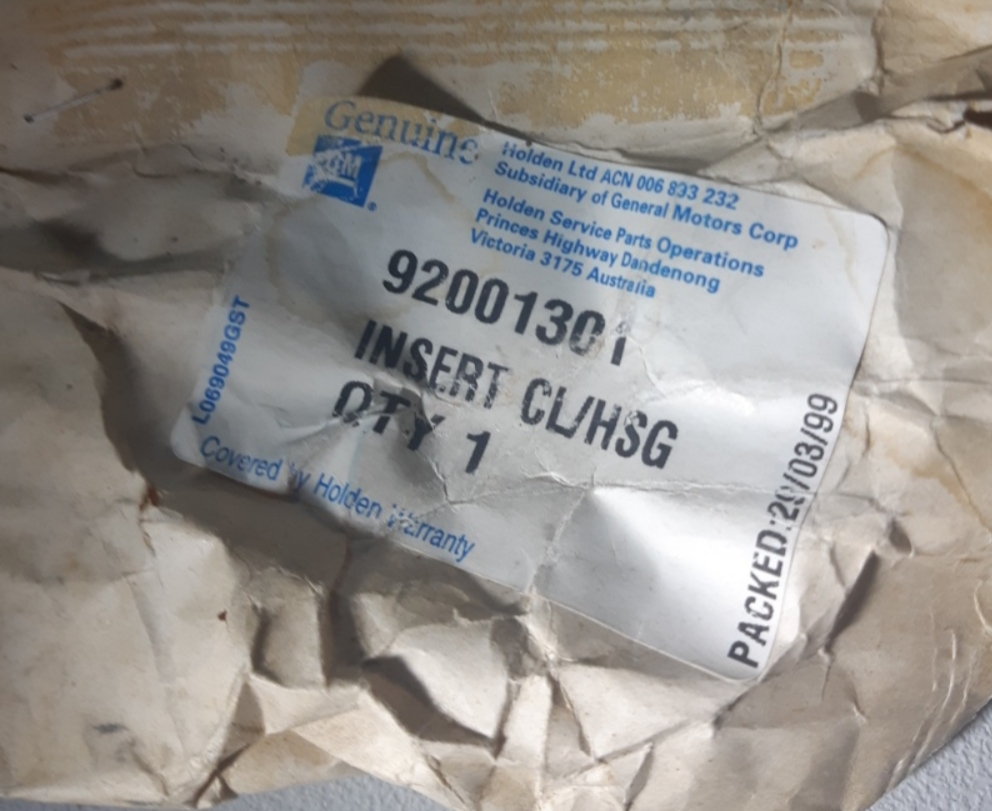 Genuine
GM
Holden Ltd ACN 006 833 232
Subsidiary of General Motors Corp
Holden Service Parts Operations
Princes Highway Dandenong
Victoria 3175 Australia
92001301
INSERT CL/HSG
QTY 1
L069049GST
Covered by Holden Warranty
PACKED:29/03/99